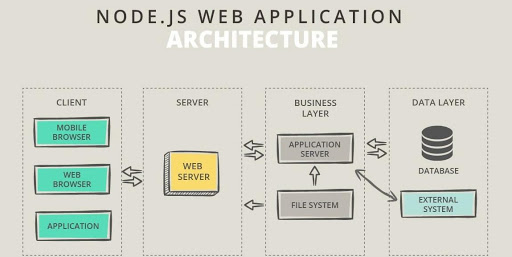 NODE.JS WEB APPLICATION
ARCHITECTURE
CLIENT
MOBILE
BROWSER
WEB
BROWSER
APPLICATION
SERVER
WEB
SERVER
BUSINESS
LAYER
APPLICATION
SERVER
FILE SYSTEM
DATA LAYER
DATABASE
EXTERNAL
SYSTEM